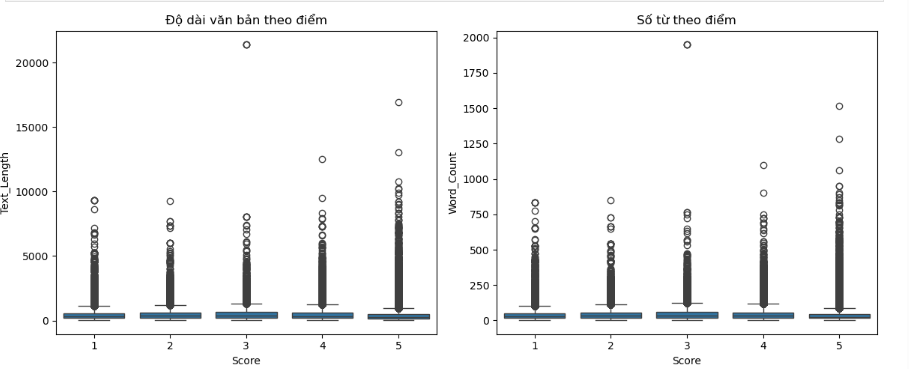 Độ dài văn bản theo điểm
Text_Length
20000
15000
10000
5000
0
1 2 3 4 5
Score
Số từ theo điểm
Word_Count
2000
1750
1500
1250
1000
750
500
250
0
1 2 3 4 5
Score